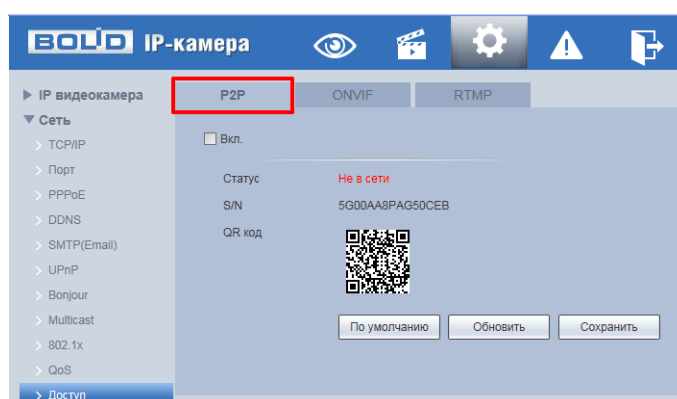 BOLID IP-камера
IP видеокамера
Сеть
TCP/IP
Порт
PPPoE
DDNS
SMTP(Email)
UPnP
Bonjour
Multicast
802.1x
QoS
Доступ
P2P ONVIF RTMP
Вкл.
Статус Не в сети
S/N 5G00AA8PAG50CEB
QR код
По умолчанию Обновить Сохранить